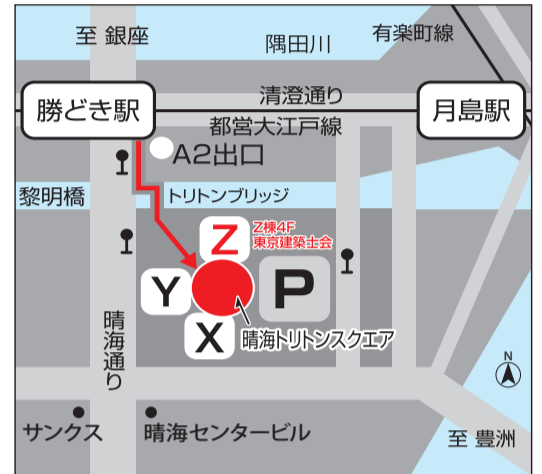 至 銀座
隅田川
有楽町線
勝どき駅
清澄通り
月島駅
都営大江戸線
A2出口
黎明橋
トリトンブリッジ
Z
Z棟4F
東京建築士会
Y
P
X
晴海トリトンスクエア
晴海通り
N
サンクス
晴海センタービル
至 豊洲